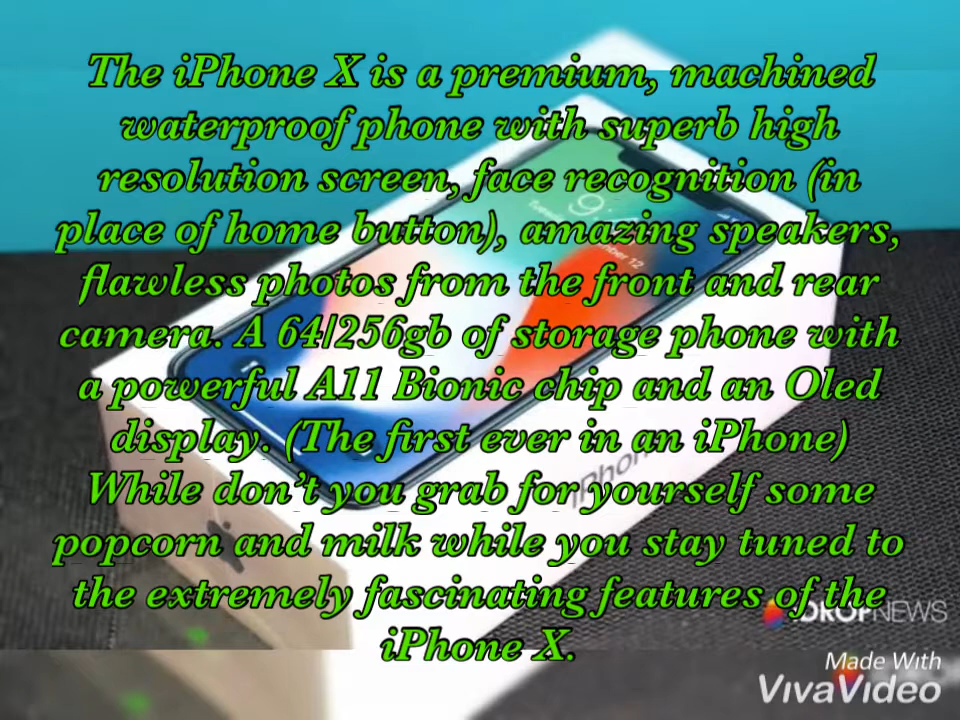 The iPhone X is a premium, machined
waterproof phone with superb high
resolution screen, face recognition (in
place of home button), amazing speakers,
flawless photos from the front and rear
camera. A 64/256gb of storage phone with
a powerful A11 Bionic chip and an Oled
display. (The first ever in an iPhone)
While don't you grab for yourself some
popcorn and milk while you stay tuned to
the extremely fascinating features of the
iPhone X.
iPhone
DROPNEWS
Made With
VivaVideo